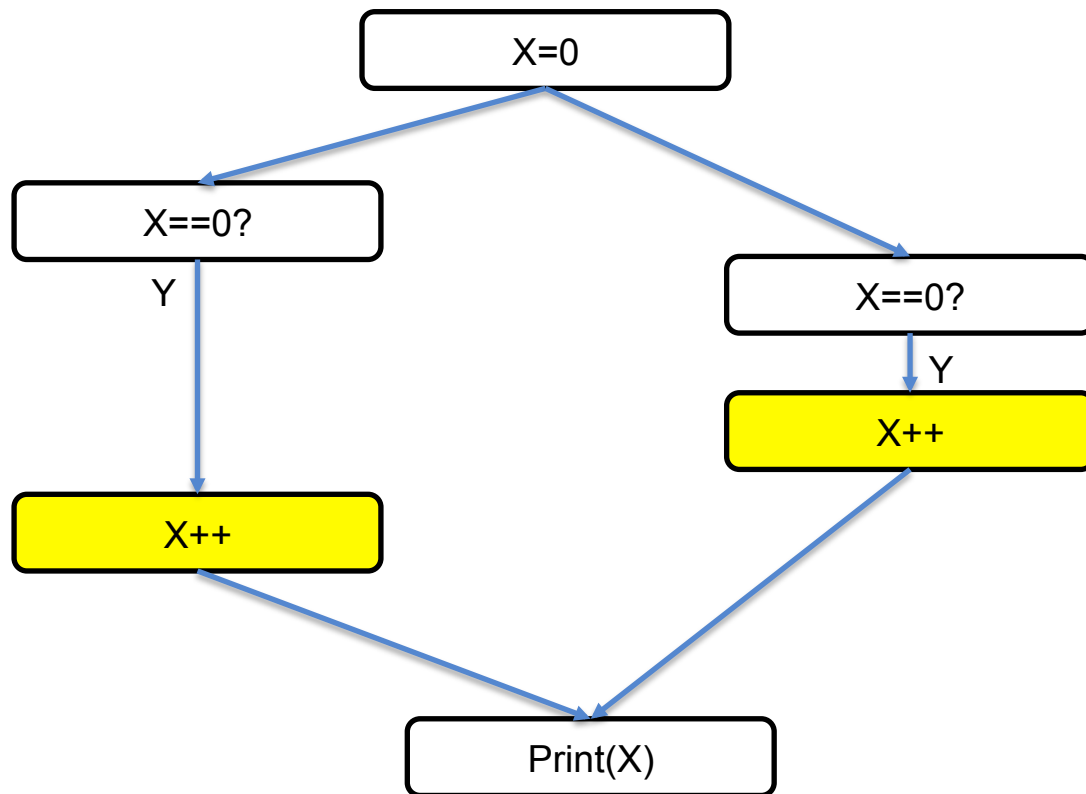 X=0
X==0?
Y
X==0?
Y
X++
X++
Print(X)